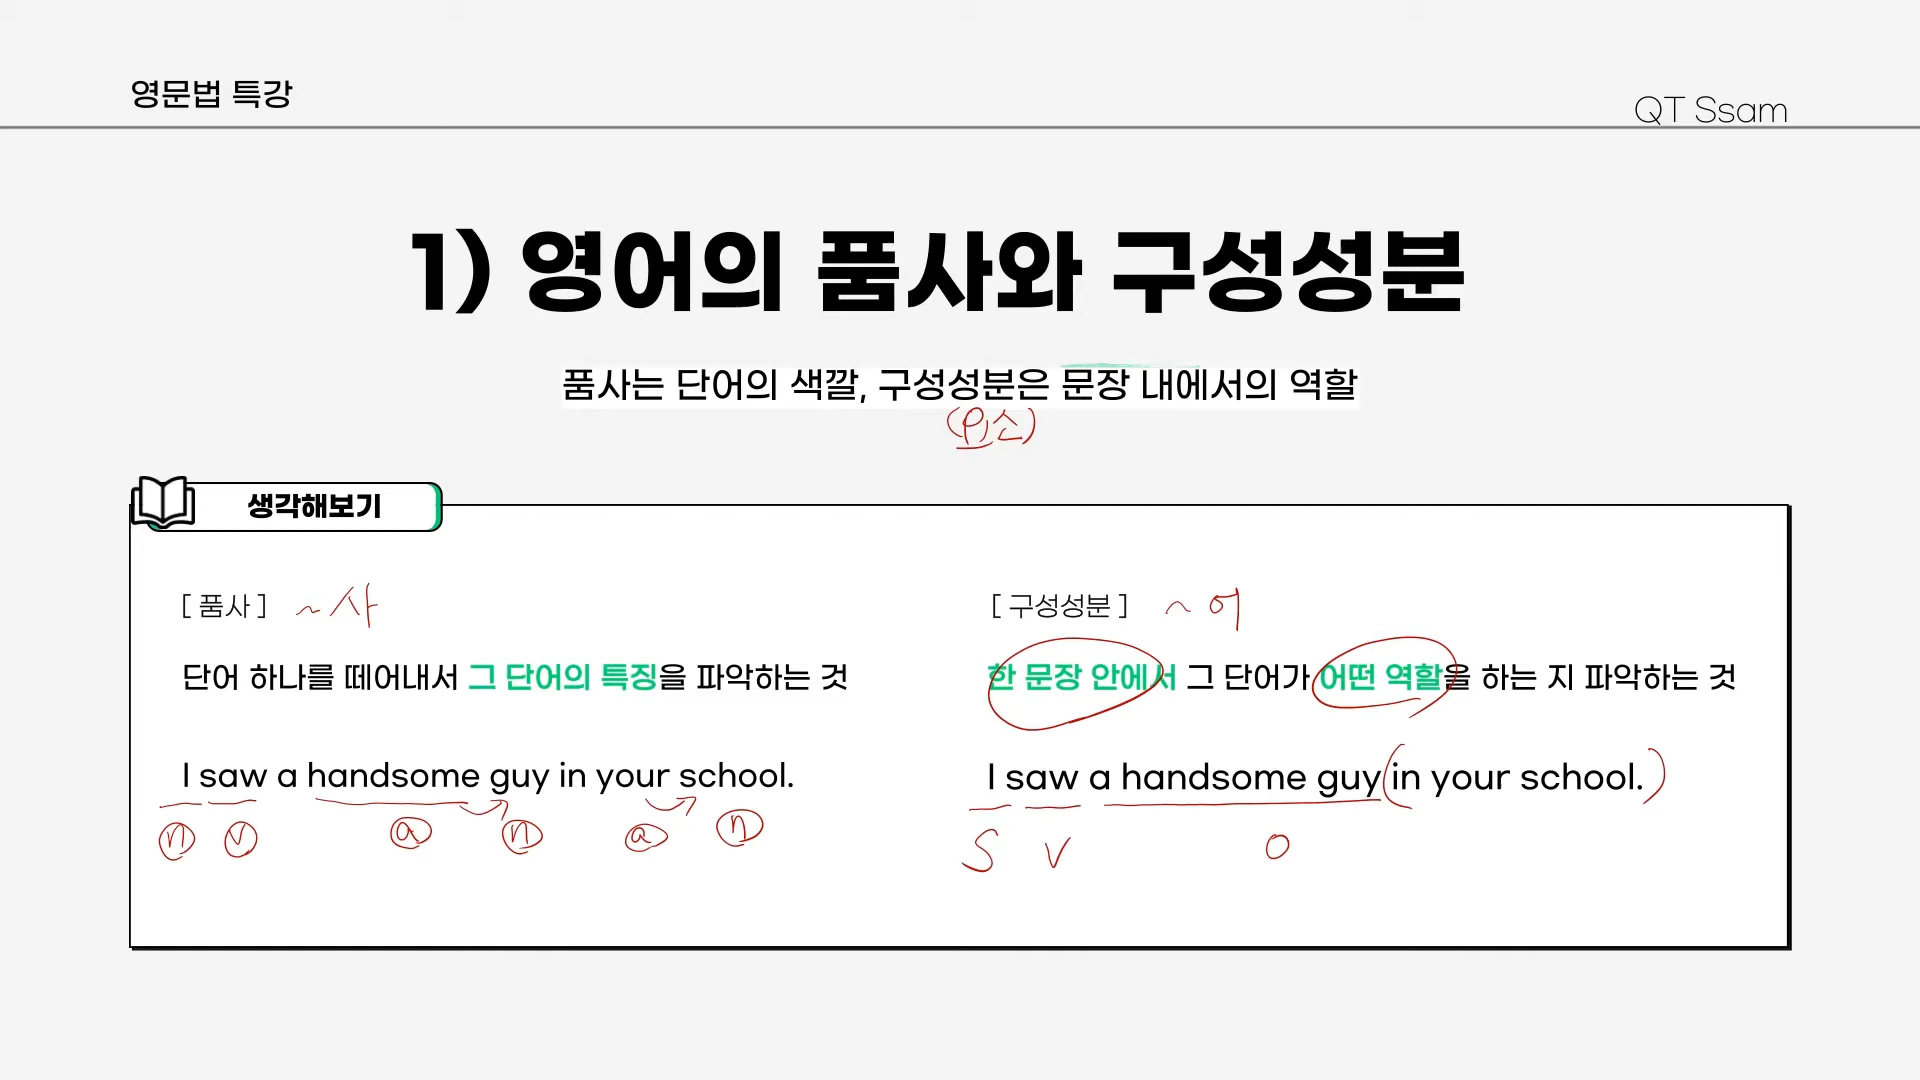 영문법 특강
QT Ssam
1) 영어의 품사와 구성성분
품사는 단어의 색깔, 구성성분은 문장 내에서의 역할
(요소)
생각해보기
[ 품사 ] ~사
단어 하나를 떼어내서 그 단어의 특징을 파악하는 것
I saw a handsome guy in your school.
n v a n a n
[ 구성성분 ] ~어
한 문장 안에서 그 단어가 어떤 역할을 하는 지 파악하는 것
I saw a handsome guy (in your school.)
S V O